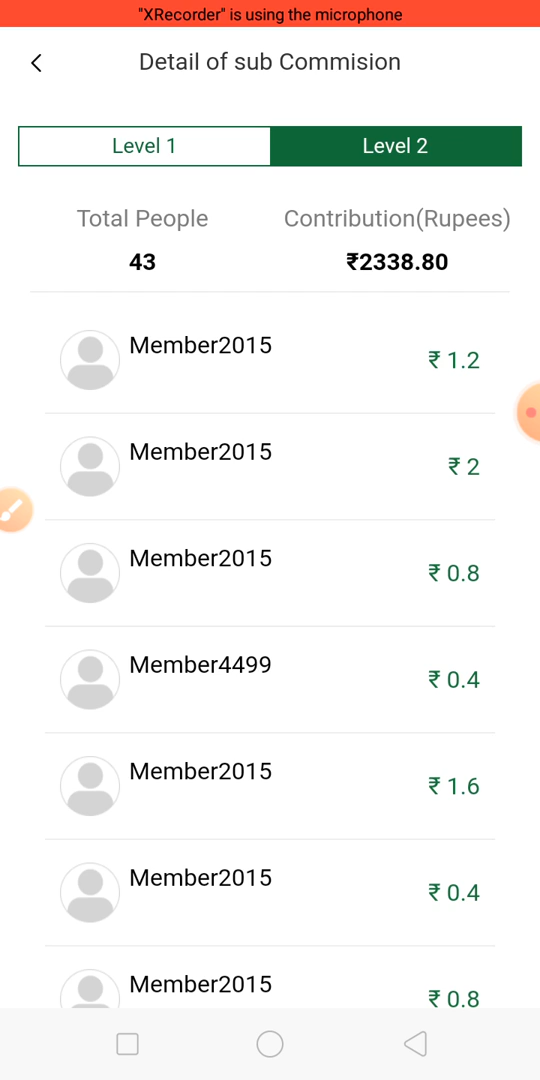 "XRecorder" is using the microphone
Detail of sub Commision
Level 1
Level 2
Total People
Contribution(Rupees)
43
₹2338.80
Member2015
₹ 1.2
Member2015
₹ 2
Member2015
₹ 0.8
Member4499
₹ 0.4
Member2015
₹ 1.6
Member2015
₹ 0.4
Member2015
₹ 0.8